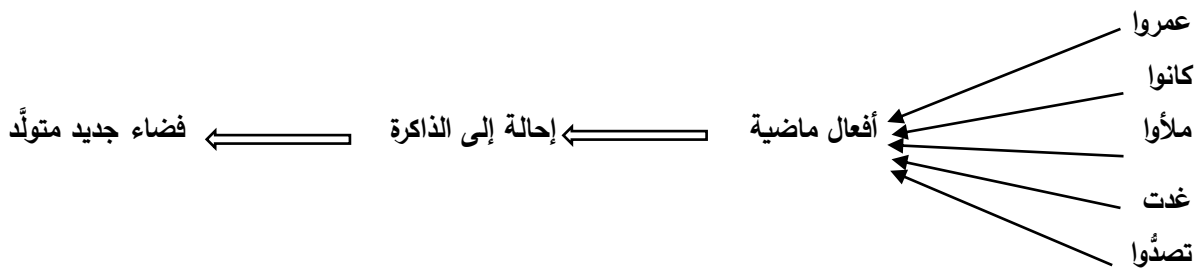 عمروا
كانوا
ملأوا
غدت
تصدُّوا
أفعال ماضية
إحالة إلى الذاكرة
فضاء جديد متولَّد